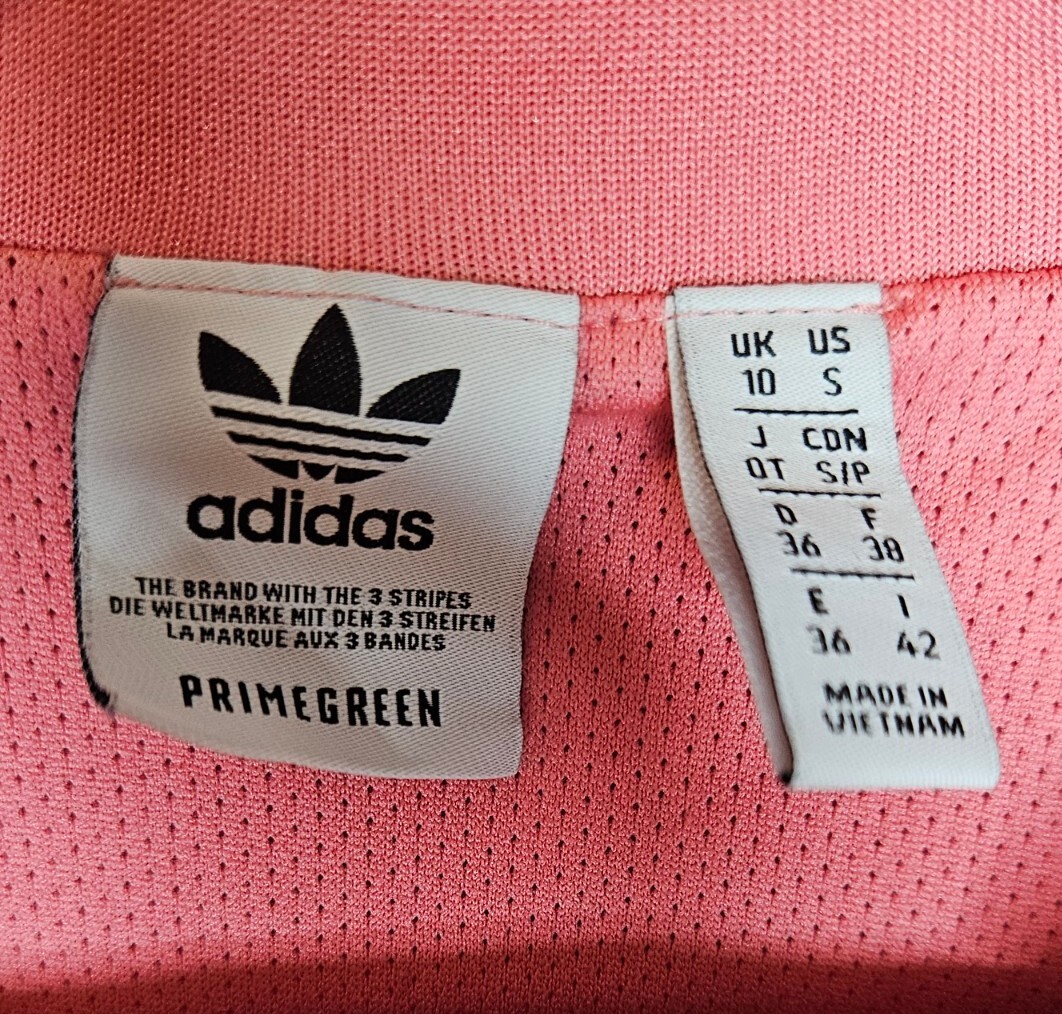 adidas
THE BRAND WITH THE 3 STRIPES
DIE WELTMARKE MIT DEN 3 STREIFEN
LA MARQUE AUX 3 BANDES
PRIMEGREEN
UK US
10 S
J CDN
OT S/P
D F
36 38
E I
36 42
MADE IN
VIETNAM